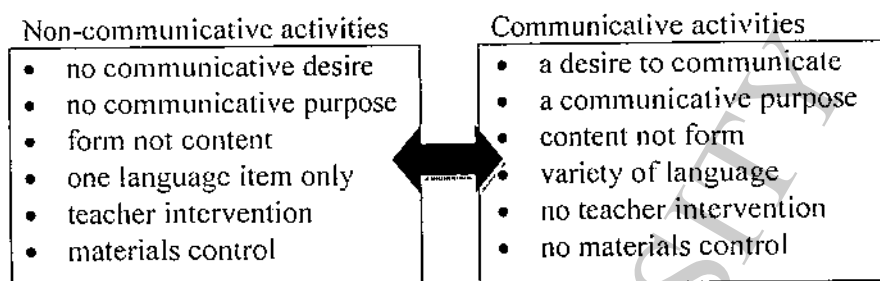 Non-communicative activities
• no communicative desire
• no communicative purpose
• form not content
• one language item only
• teacher intervention
• materials control
Communicative activities
• a desire to communicate
• a communicative purpose
• content not form
• variety of language
• no teacher intervention
• no materials control
SITY